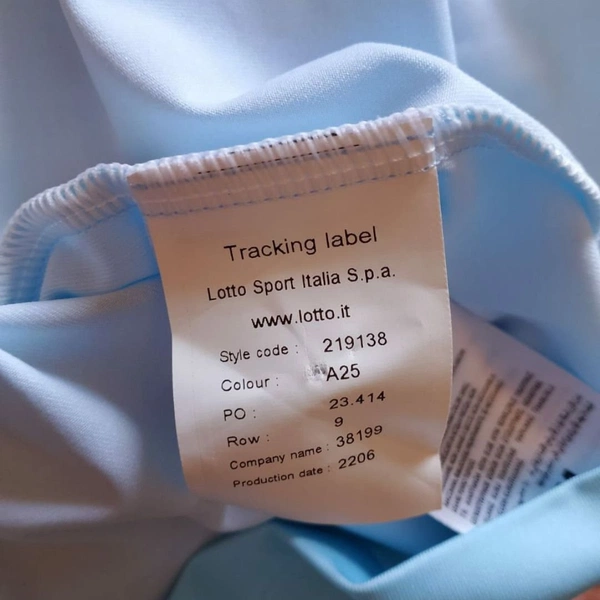 Tracking label
Lotto Sport Italia S.p.a.
www.lotto.it
Style code : 219138
Colour : A25
PO : 23.414
Row : 9
Company name : 38199
Production date : 2206